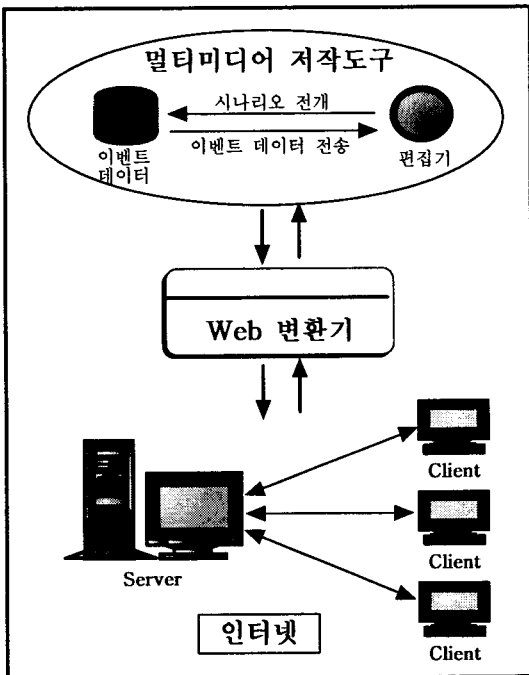 멀티미디어 저작도구
시나리오 전개
이벤트 데이터 전송
이벤트
데이터
편집기
Web 변환기
Client
Client
Server
Client
인터넷